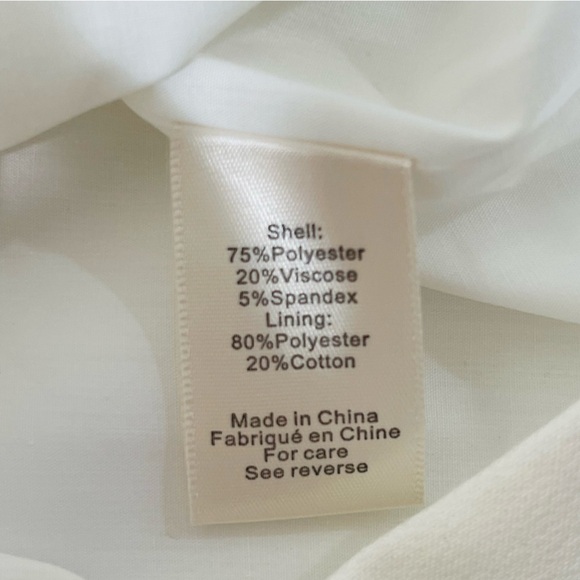 Shell:
75%Polyester
20%Viscose
5%Spandex
Lining:
80%Polyester
20%Cotton
Made in China
Fabriqué en Chine
For care
See reverse